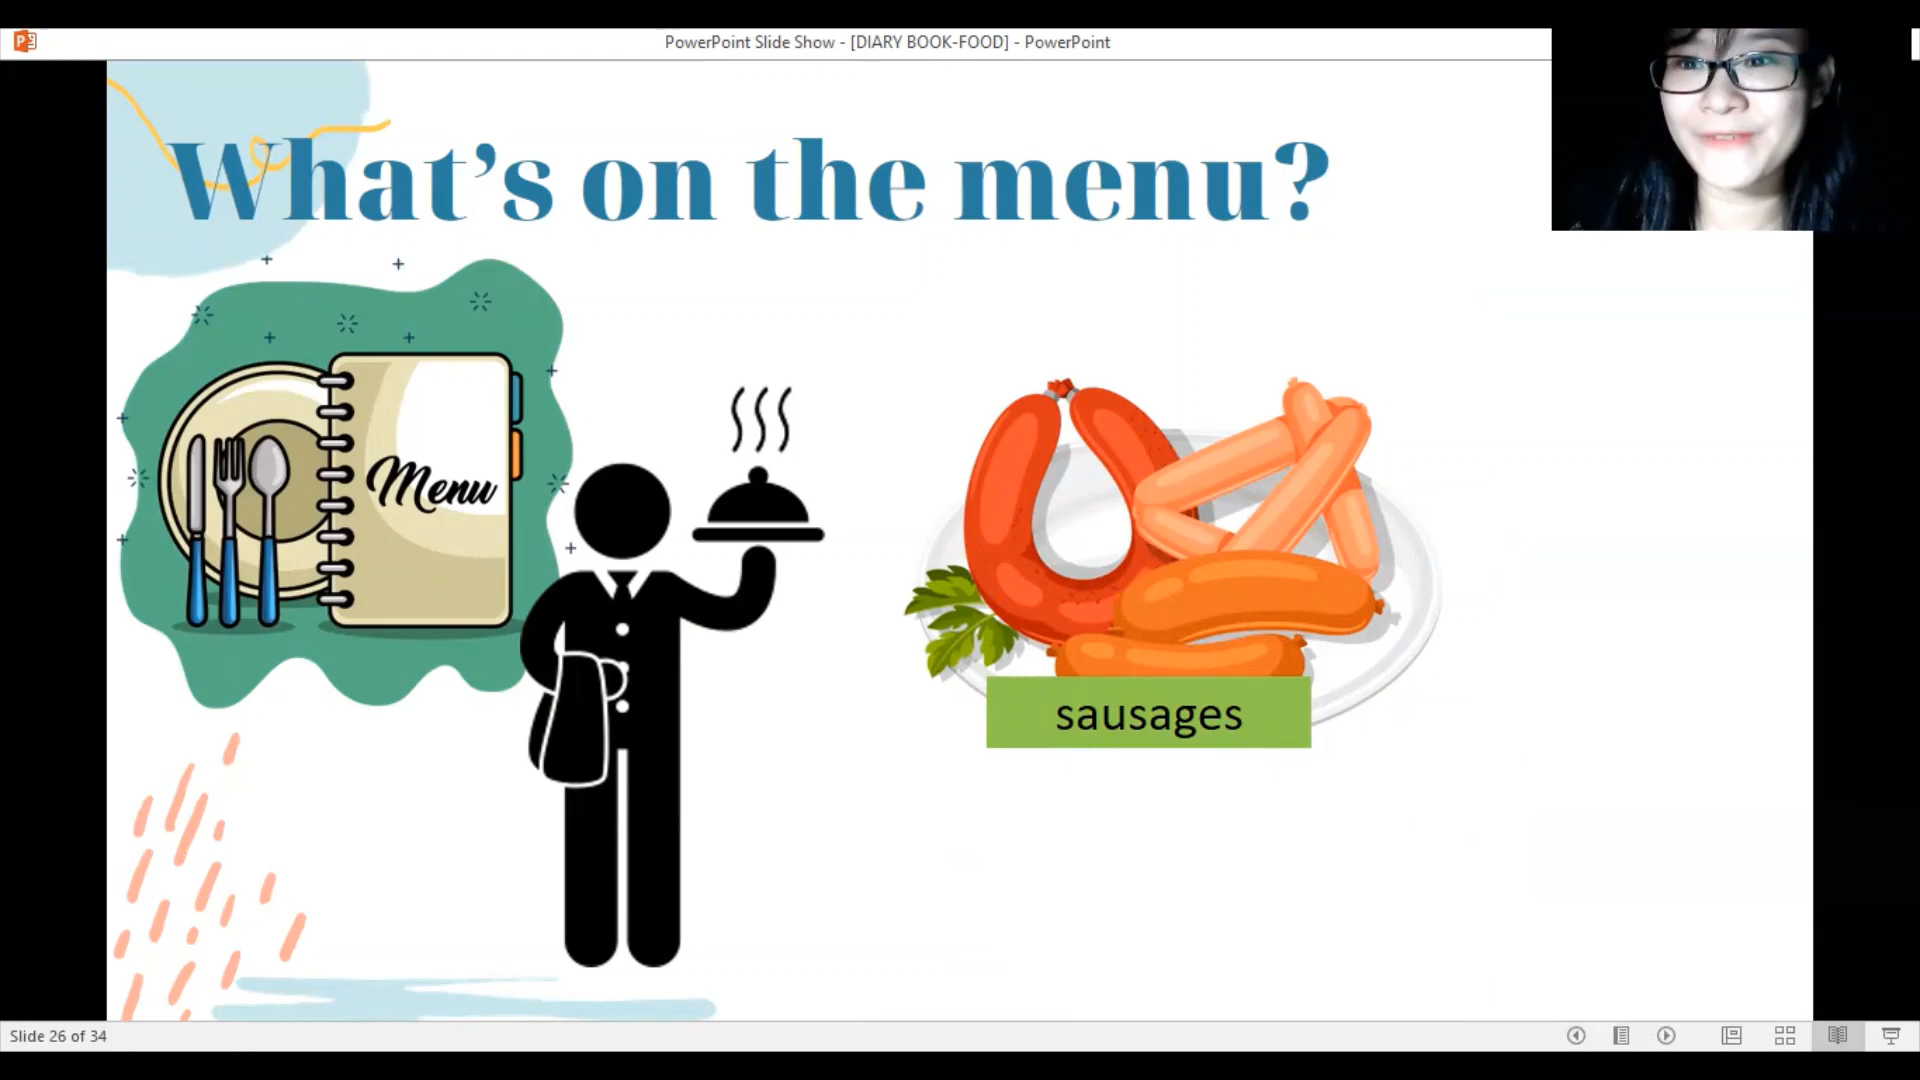 PowerPoint Slide Show - [DIARY BOOK-FOOD] - PowerPoint
What's on the menu?
Menu
sausages
Slide 26 of 34